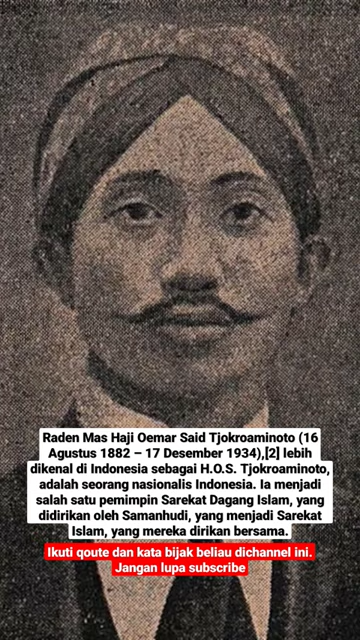 Raden Mas Haji Oemar Said Tjokroaminoto (16
Agustus 1882 – 17 Desember 1934),[2] lebih
dikenal di Indonesia sebagai H.O.S. Tjokroaminoto,
adalah seorang nasionalis Indonesia. Ia menjadi
salah satu pemimpin Sarekat Dagang Islam, yang
didirikan oleh Samanhudi, yang menjadi Sarekat
Islam, yang mereka dirikan bersama.
Ikuti qoute dan kata bijak beliau dichannel ini.
Jangan lupa subscribe